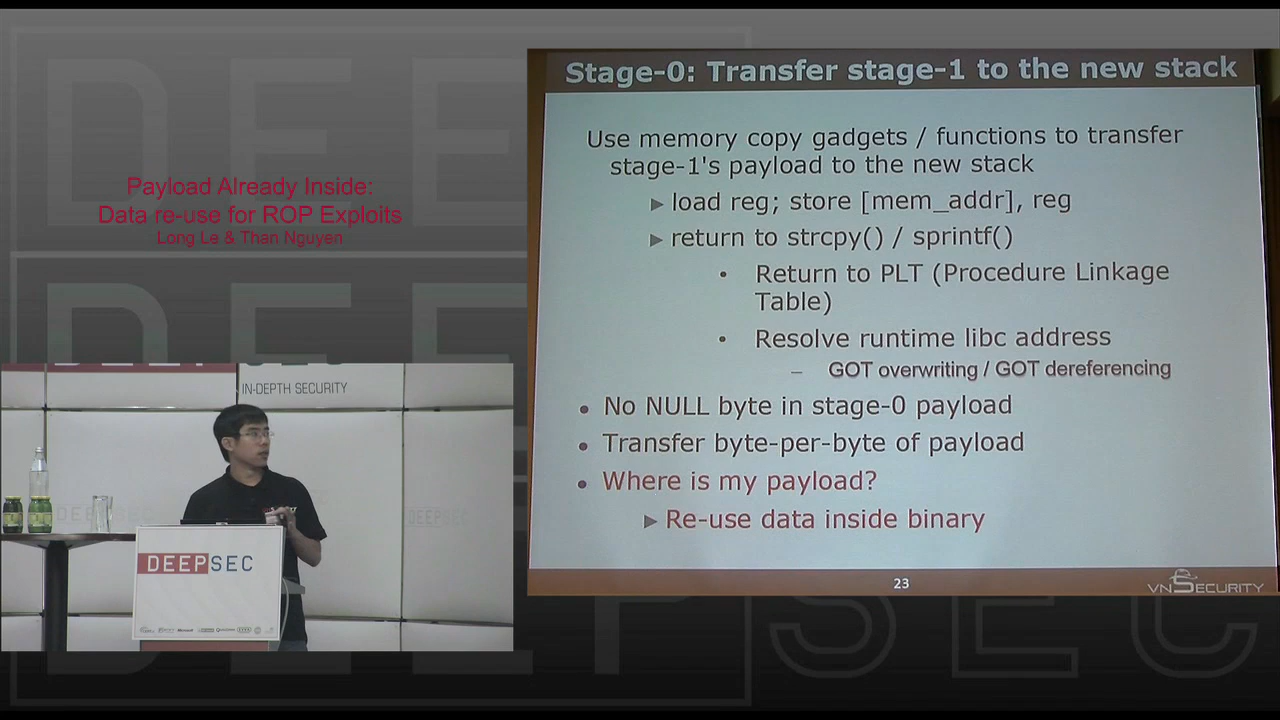 Payload Already Inside:
Data re-use for ROP Exploits
Long Le & Than Nguyen
Stage-0: Transfer stage-1 to the new stack
Use memory copy gadgets / functions to transfer
stage-1's payload to the new stack
► load reg; store [mem_addr], reg
► return to strcpy() / sprintf()
• Return to PLT (Procedure Linkage
Table)
• Resolve runtime libc address
– GOT overwriting / GOT dereferencing
• No NULL byte in stage-0 payload
• Transfer byte-per-byte of payload
• Where is my payload?
► Re-use data inside binary
23
VNSECURITY
IN-DEPTH SECURITY
DEEPSEC
DEEPSEC
DEEPSEC
DEEPSEC